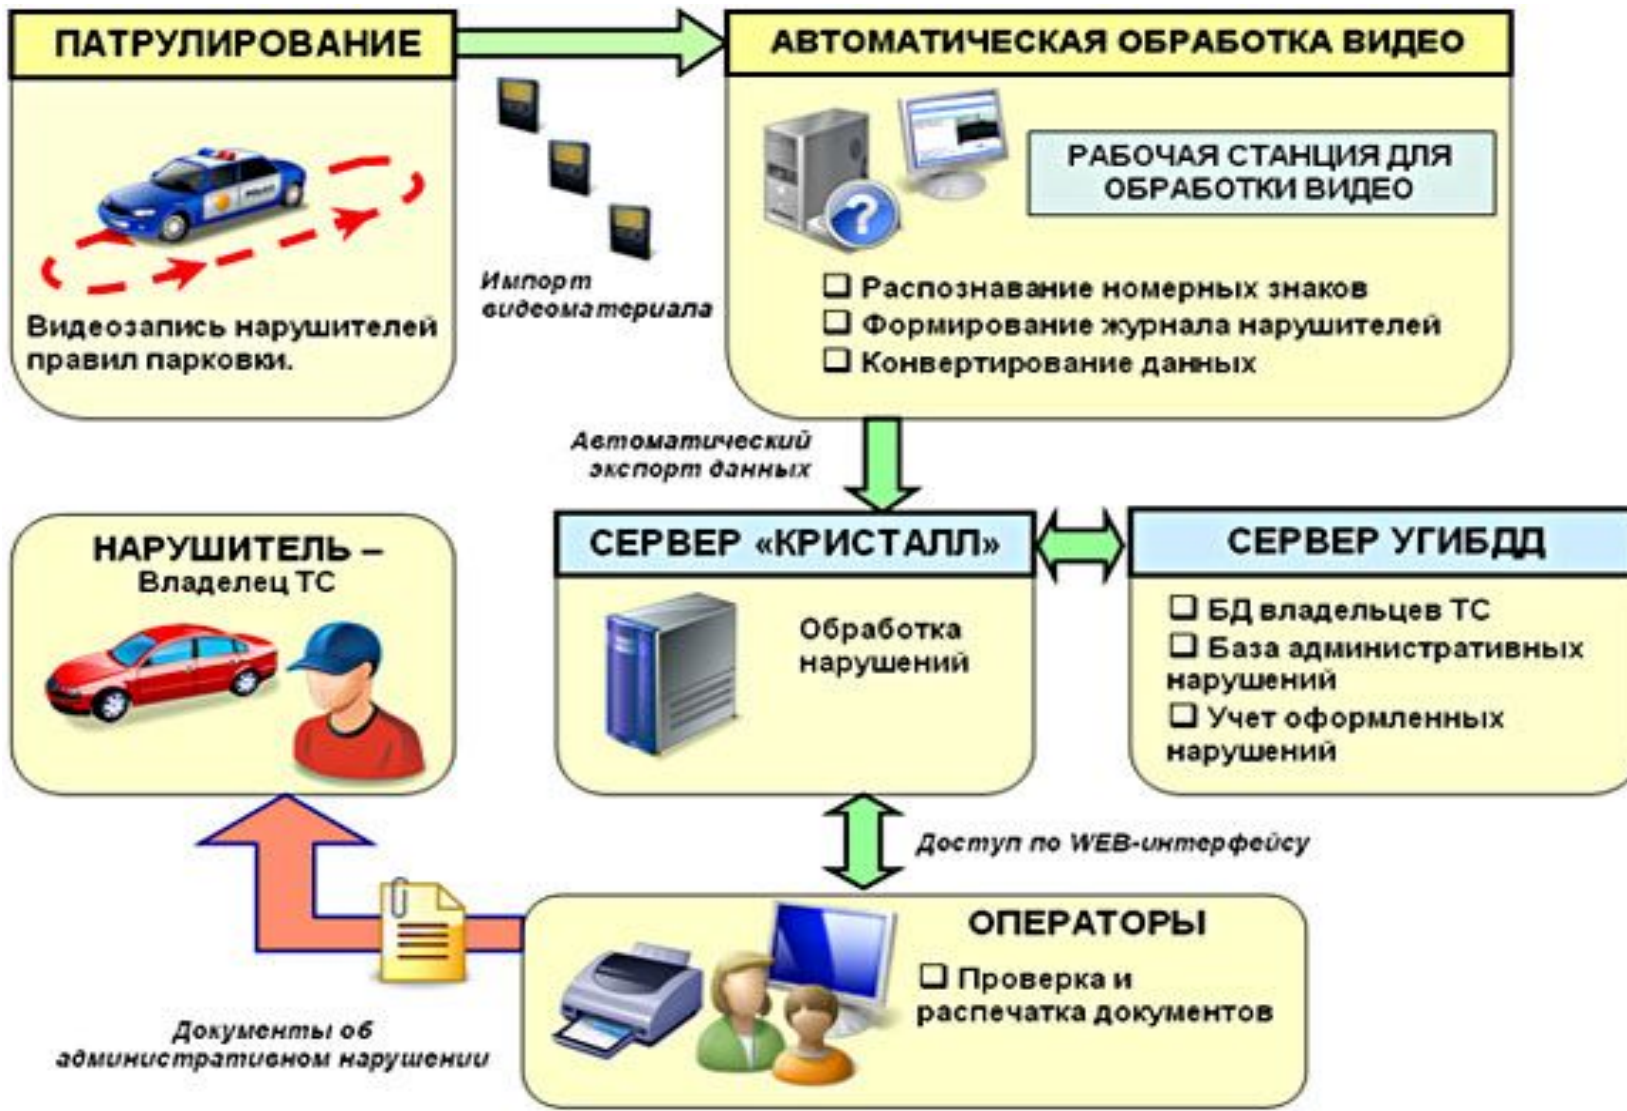 ПАТРУЛИРОВАНИЕ
Видеозапись нарушителей
правил парковки.
Импорт
видеоматериала
АВТОМАТИЧЕСКАЯ ОБРАБОТКА ВИДЕО
РАБОЧАЯ СТАНЦИЯ ДЛЯ
ОБРАБОТКИ ВИДЕО
Распознавание номерных знаков
Формирование журнала нарушителей
Конвертирование данных
Автоматический
экспорт данных
СЕРВЕР «КРИСТАЛЛ»
Обработка
нарушений
СЕРВЕР УГИБДД
БД владельцев ТС
База административных
нарушений
Учет оформленных
нарушений
Доступ по WEB-интерфейсу
ОПЕРАТОРЫ
Проверка и
распечатка документов
Документы об
административном нарушении
НАРУШИТЕЛЬ –
Владелец ТС